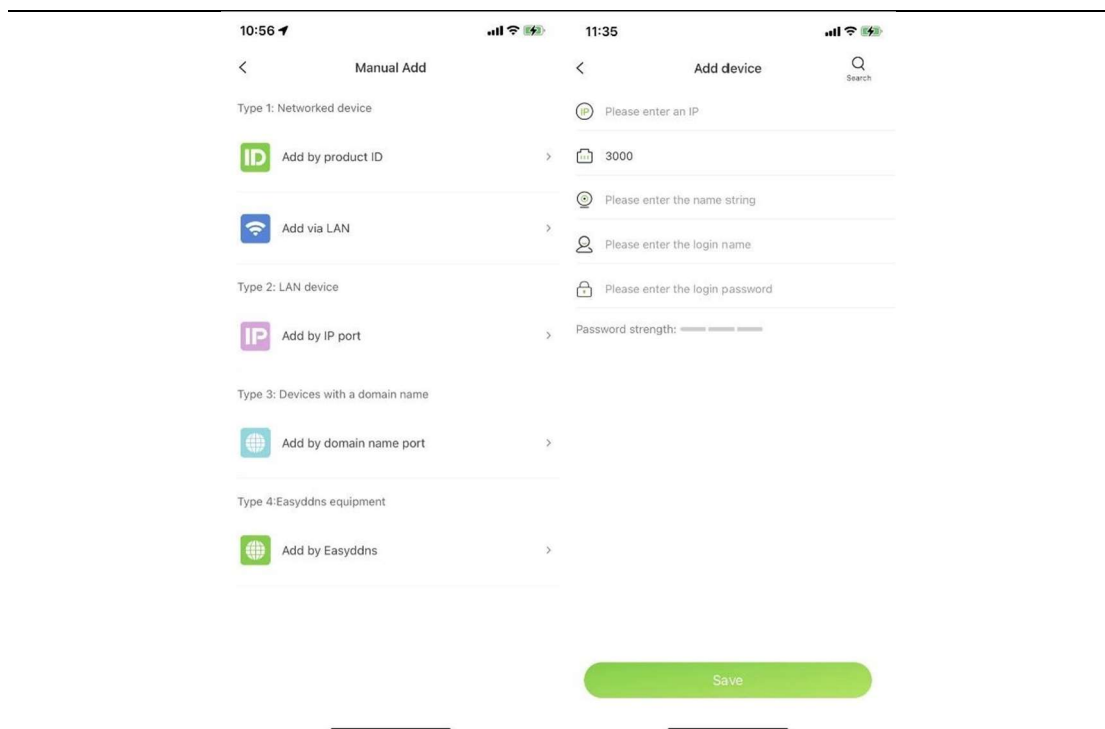 10:56
Manual Add
Type 1: Networked device
ID
Add by product ID
Add via LAN
Type 2: LAN device
IP
Add by IP port
Type 3: Devices with a domain name
Add by domain name port
Type 4:Easyddns equipment
Add by Easyddns
11:35
Add device
Search
IP
Please enter an IP
3000
Please enter the name string
Please enter the login name
Please enter the login password
Password strength:
Save